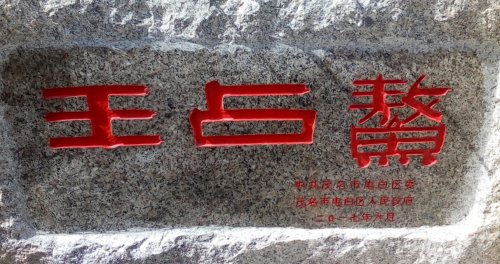 王占鰲
中共茂名市电白区委
茂名市电白区人民政府
二〇一七年六月